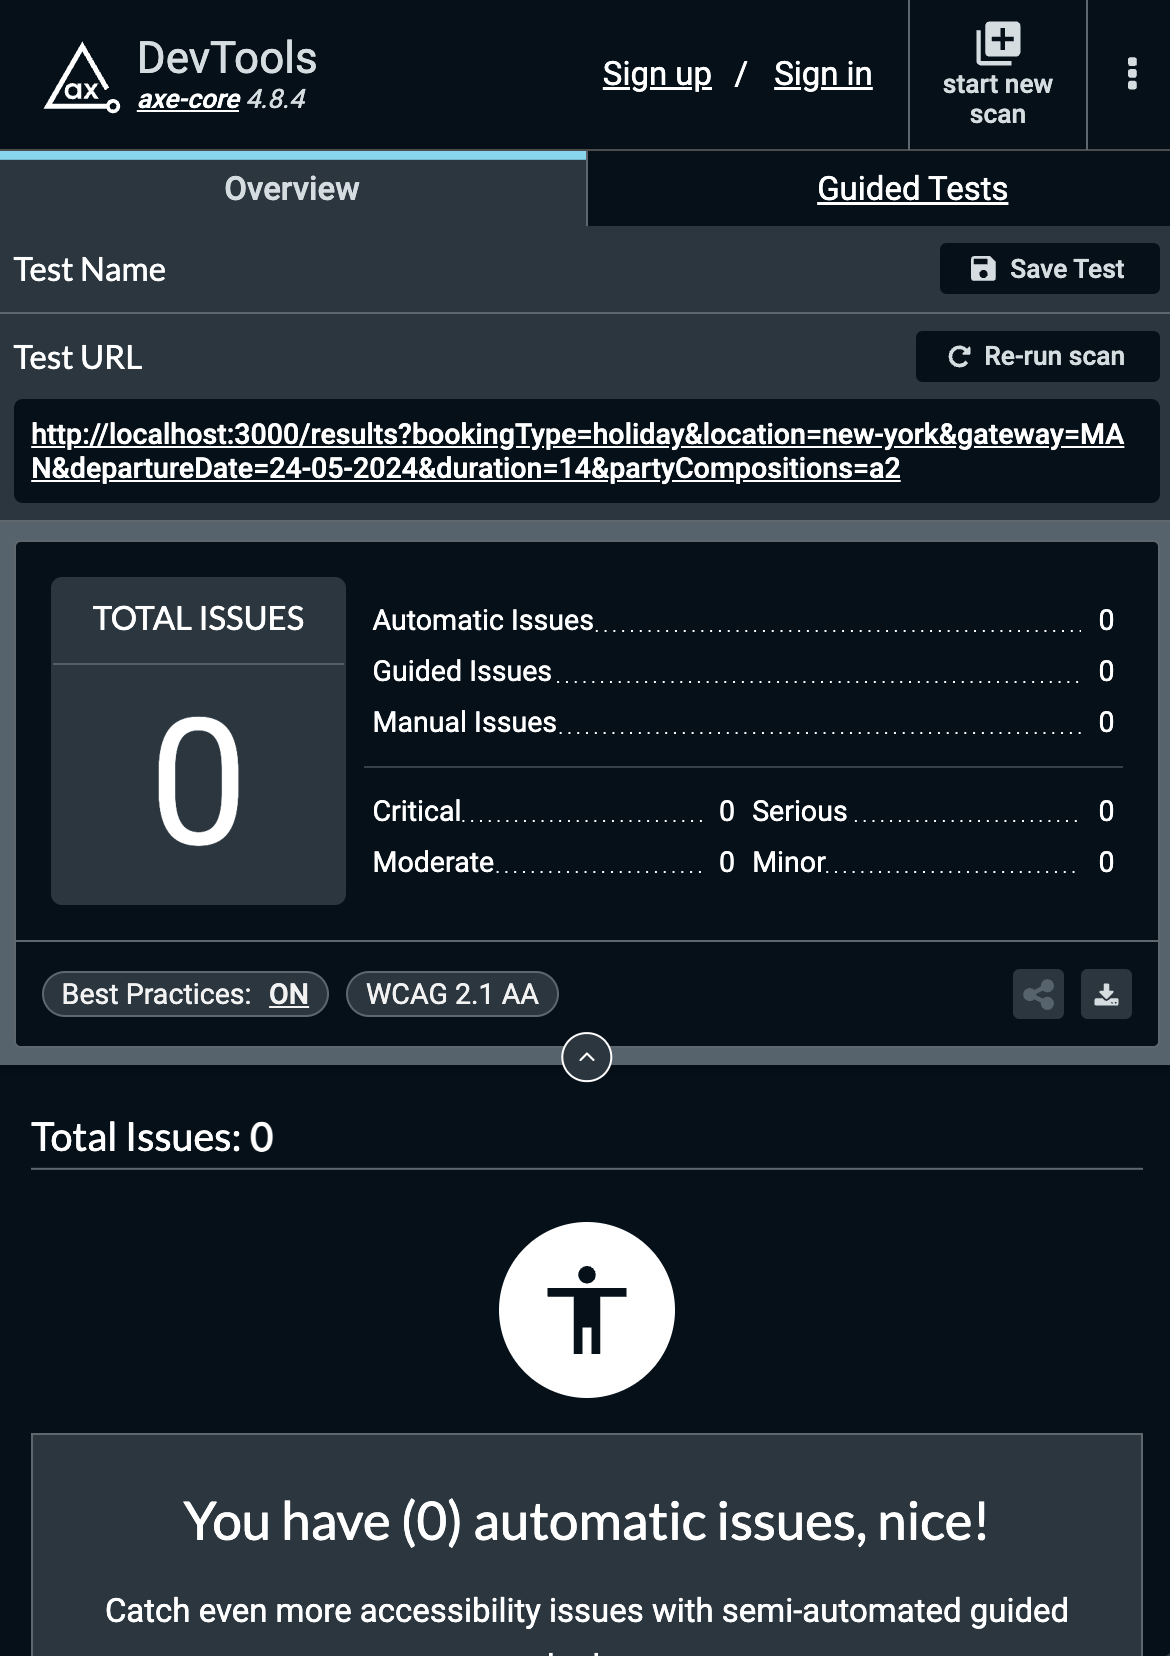 ax
DevTools
axe-core 4.8.4
Sign up / Sign in
start new
scan
Overview
Guided Tests
Test Name
Save Test
Test URL
Re-run scan
http://localhost:3000/results?bookingType=holiday&location=new-york&gateway=MA
N&departureDate=24-05-2024&duration=14&partyCompositions=a2
TOTAL ISSUES
0
Automatic Issues 0
Guided Issues 0
Manual Issues 0
Critical 0 Serious 0
Moderate 0 Minor 0
Best Practices: ON
WCAG 2.1 AA
Total Issues: 0
You have (0) automatic issues, nice!
Catch even more accessibility issues with semi-automated guided